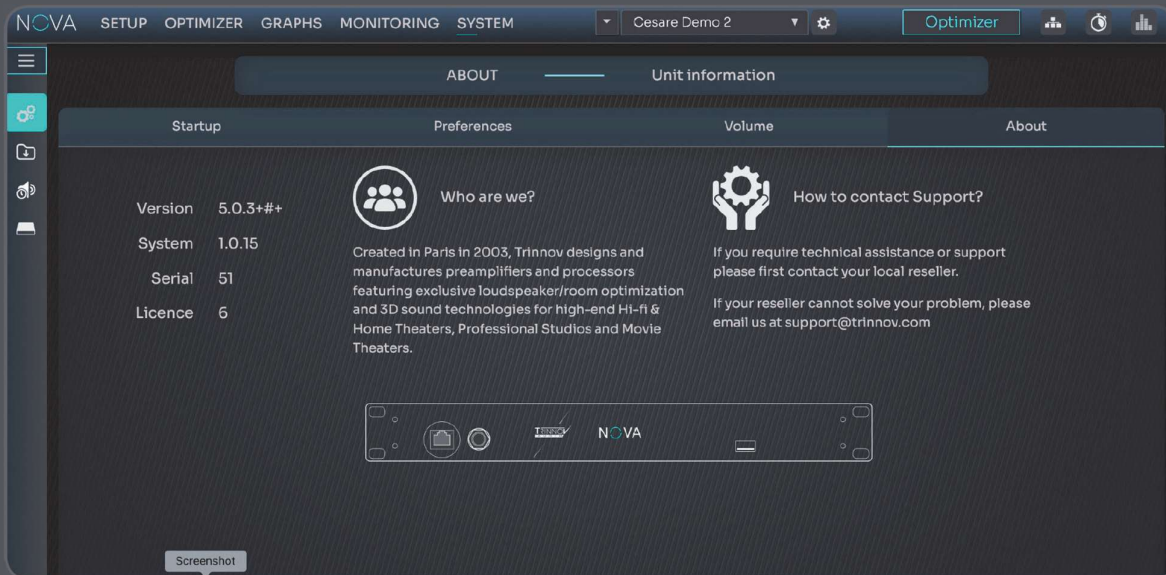 NOVA SETUP OPTIMIZER GRAPHS MONITORING SYSTEM Cesare Demo 2 Optimizer
ABOUT Unit information
Startup Preferences Volume About
Version 5.0.3+#+
System 1.0.15
Serial 51
Licence 6
Who are we?
Created in Paris in 2003, Trinnov designs and
manufactures preamplifiers and processors
featuring exclusive loudspeaker/room optimization
and 3D sound technologies for high-end Hi-fi &
Home Theaters, Professional Studios and Movie
Theaters.
How to contact Support?
If you require technical assistance or support
please first contact your local reseller.
If your reseller cannot solve your problem, please
email us at support@trinnov.com
TRINNOV NOVA
Screenshot